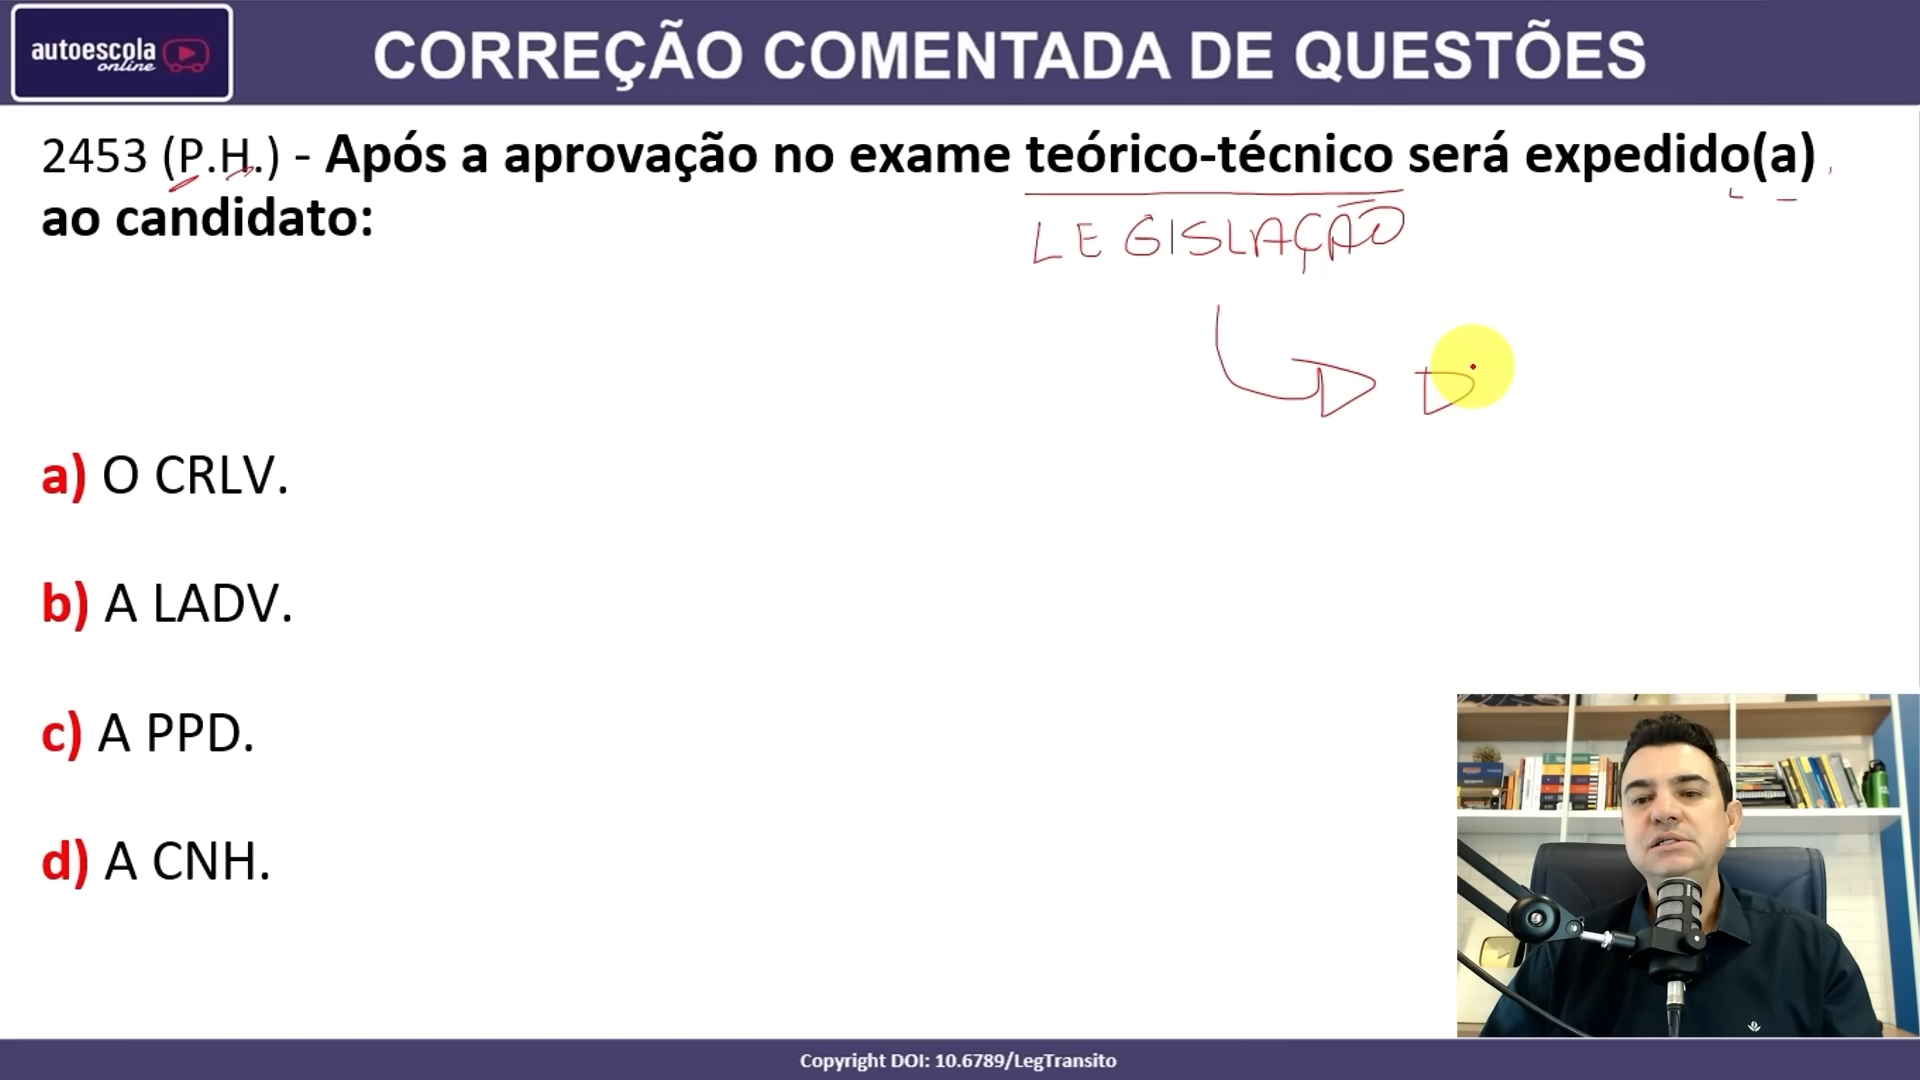 autoescola
online
CORREÇÃO COMENTADA DE QUESTÕES
2453 (P.H.) - Após a aprovação no exame teórico-técnico será expedido(a)
ao candidato:
LEGISLAÇÃO
D
a) O CRLV.
b) A LADV.
c) A PPD.
d) A CNH.
Copyright DOI: 10.6789/LegTransito